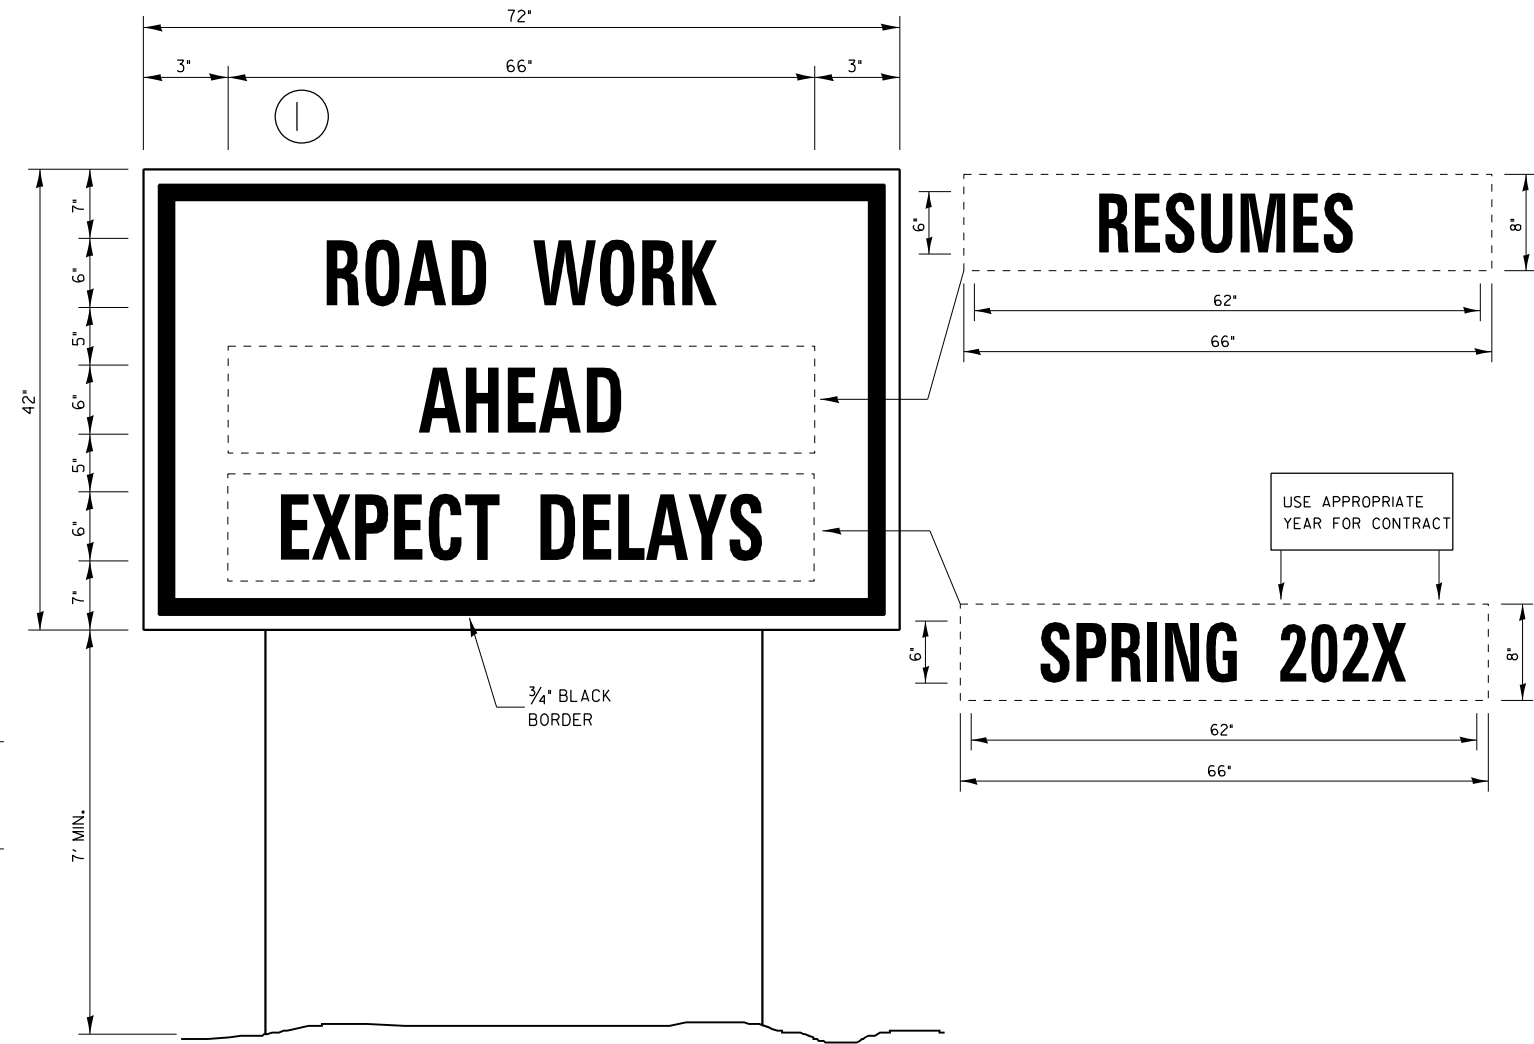 72"
3" 66" 3"
1
7"
6"
5"
6"
5"
6"
7"
42"
7' MIN.
ROAD WORK
AHEAD
EXPECT DELAYS
¾" BLACK
BORDER
6"
RESUMES
8"
62"
66"
USE APPROPRIATE
YEAR FOR CONTRACT
6"
SPRING 202X
8"
62"
66"